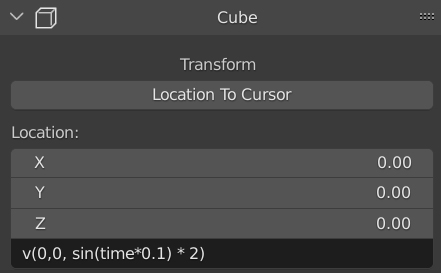 Cube
Transform
Location To Cursor
Location:
X 0.00
Y 0.00
Z 0.00
v(0,0, sin(time*0.1) * 2)